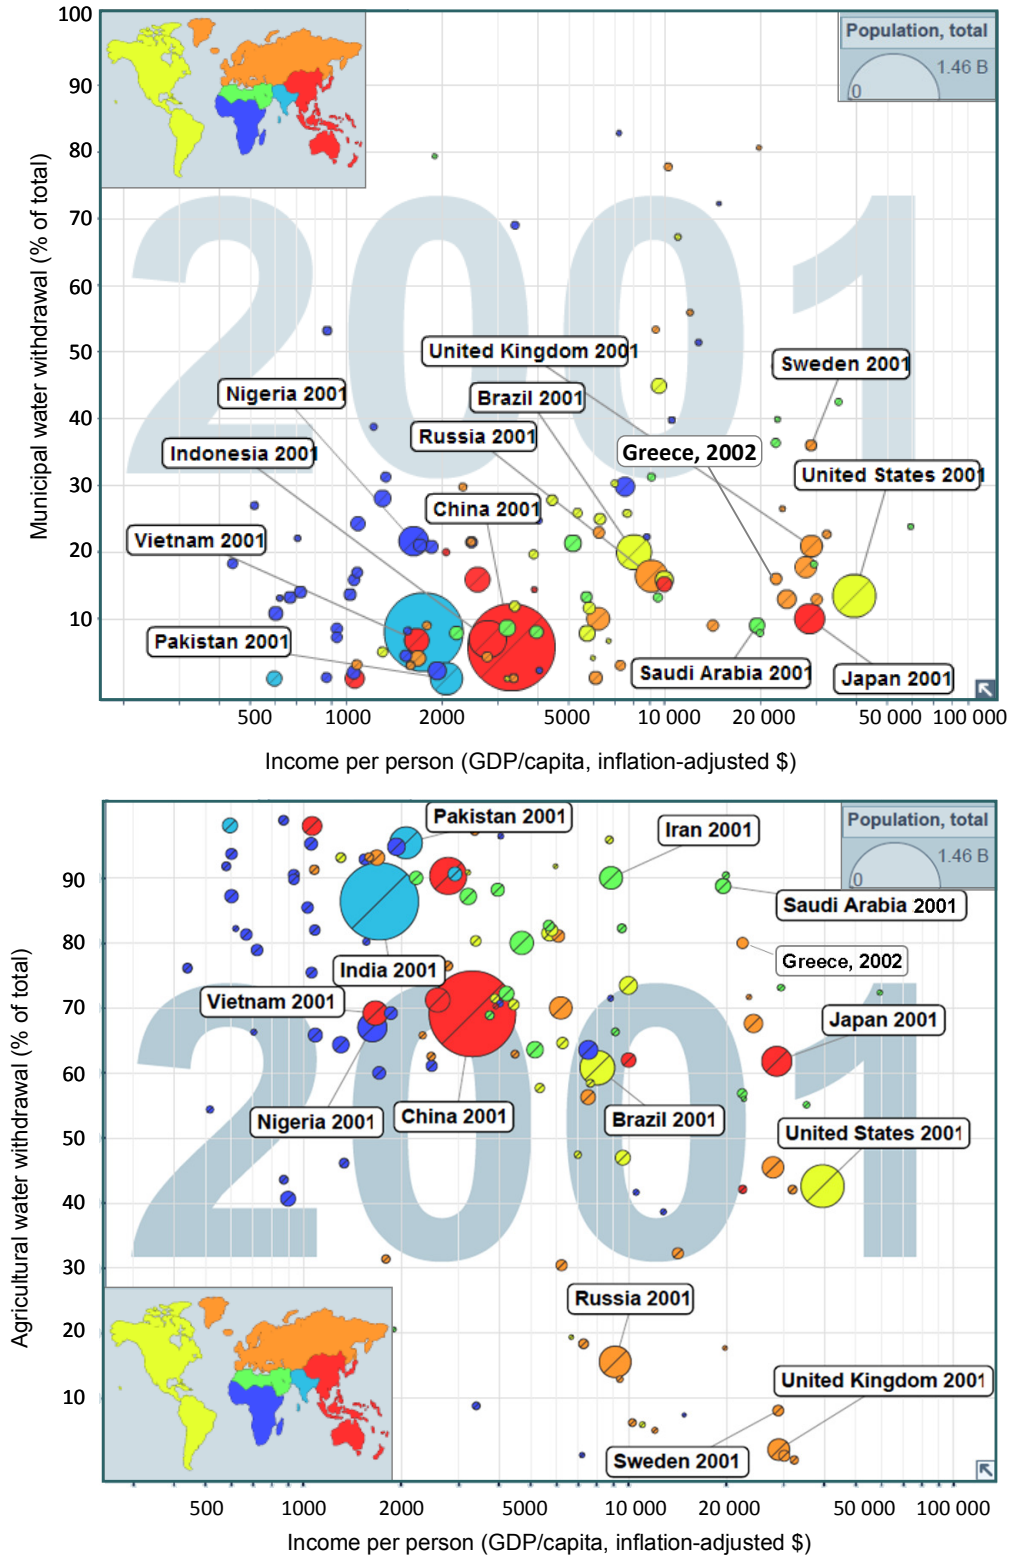 100
90
80
70
60
50
40
30
20
10
Municipal water withdrawal (% of total)
Population, total
1.46 B
0
2001
United Kingdom 2001
Sweden 2001
Nigeria 2001
Brazil 2001
Russia 2001
Greece, 2002
Indonesia 2001
United States 2001
China 2001
Vietnam 2001
Pakistan 2001
Saudi Arabia 2001
Japan 2001
500 1000 2000 5000 10 000 20 000 50 000 100 000
Income per person (GDP/capita, inflation-adjusted $)
90
80
70
60
50
40
30
20
10
Agricultural water withdrawal (% of total)
Population, total
1.46 B
0
2001
Pakistan 2001
Iran 2001
Saudi Arabia 2001
Greece, 2002
India 2001
Vietnam 2001
Japan 2001
Nigeria 2001
China 2001
Brazil 2001
United States 2001
Russia 2001
United Kingdom 2001
Sweden 2001
500 1000 2000 5000 10 000 20 000 50 000 100 000
Income per person (GDP/capita, inflation-adjusted $)